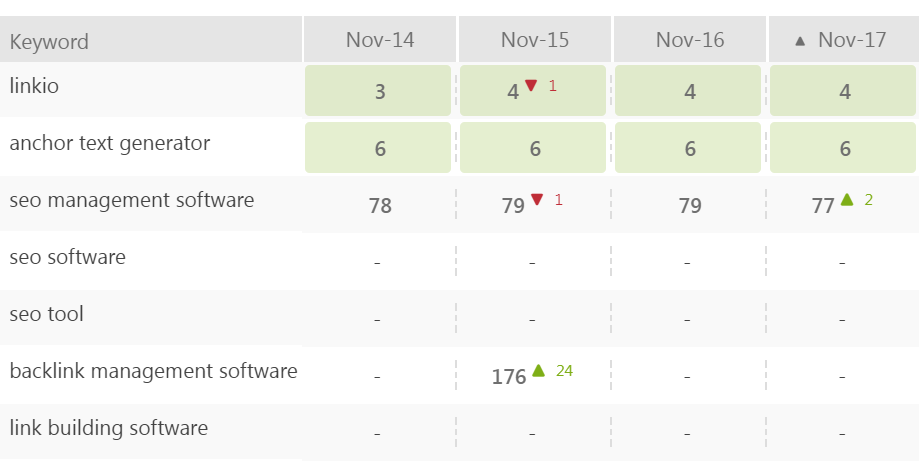 Keyword Nov-14 Nov-15 Nov-16 ▲ Nov-17
linkio 3 4 ▼ 1 4 4
anchor text generator 6 6 6 6
seo management software 78 79 ▼ 1 79 77 ▲ 2
seo software - - - -
seo tool - - - -
backlink management software - 176 ▲ 24 - -
link building software - - - -